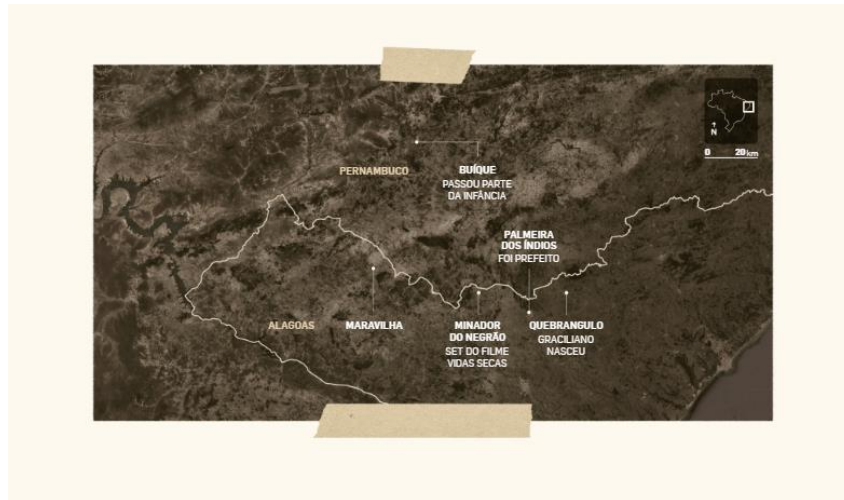 N
0 20 km
PERNAMBUCO
BUÍQUE
PASSOU PARTE
DA INFÂNCIA
PALMEIRA
DOS ÍNDIOS
FOI PREFEITO
ALAGOAS
MARAVILHA
MINADOR
DO NEGRÃO
SET DO FILME
VIDAS SECAS
QUEBRANGULO
GRACILIANO
NASCEU